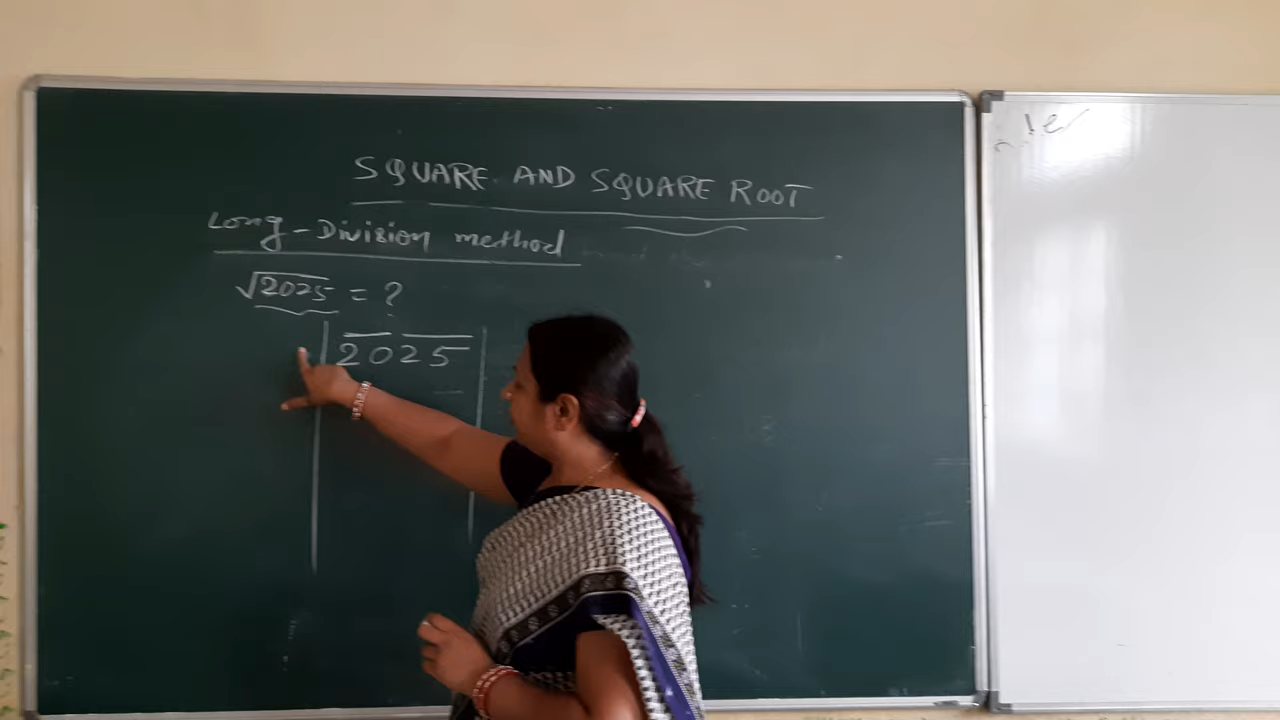 SQUARE AND SQUARE ROOT
Long-Division method
√2025 = ?
2025